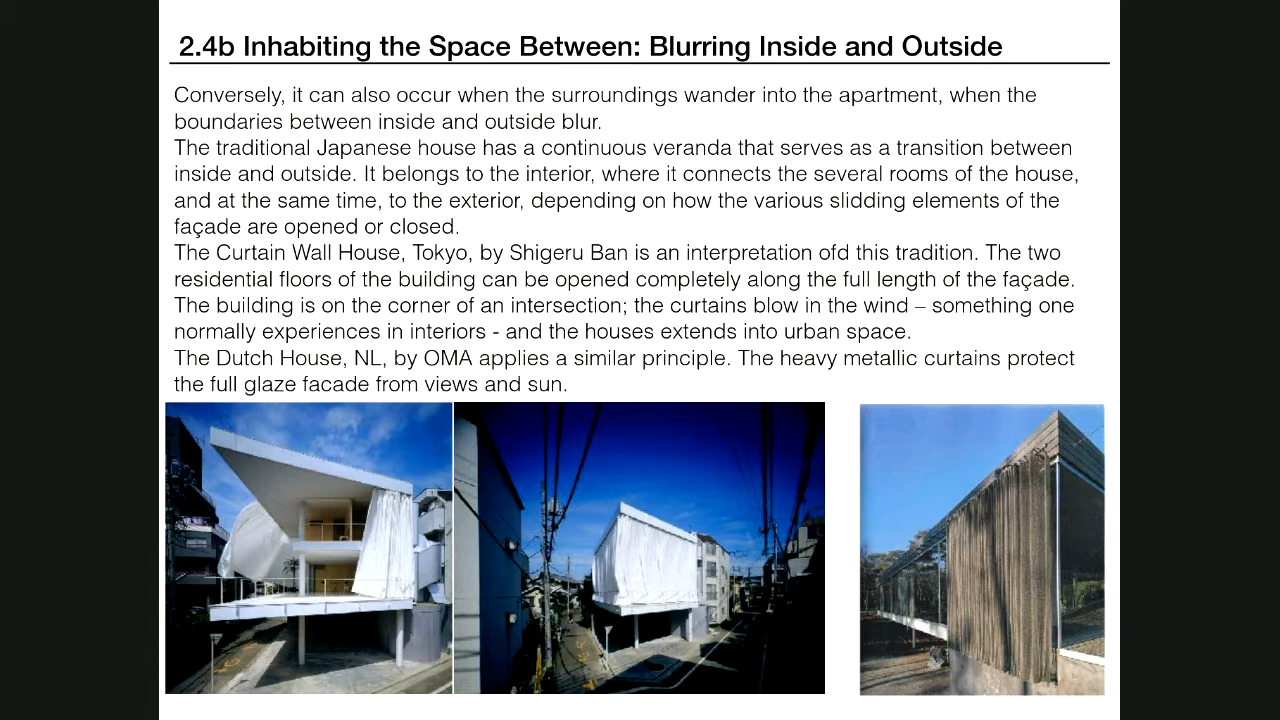 2.4b Inhabiting the Space Between: Blurring Inside and Outside
Conversely, it can also occur when the surroundings wander into the apartment, when the
boundaries between inside and outside blur.
The traditional Japanese house has a continuous veranda that serves as a transition between
inside and outside. It belongs to the interior, where it connects the several rooms of the house,
and at the same time, to the exterior, depending on how the various slidding elements of the
façade are opened or closed.
The Curtain Wall House, Tokyo, by Shigeru Ban is an interpretation ofd this tradition. The two
residential floors of the building can be opened completely along the full length of the façade.
The building is on the corner of an intersection; the curtains blow in the wind – something one
normally experiences in interiors - and the houses extends into urban space.
The Dutch House, NL, by OMA applies a similar principle. The heavy metallic curtains protect
the full glaze facade from views and sun.